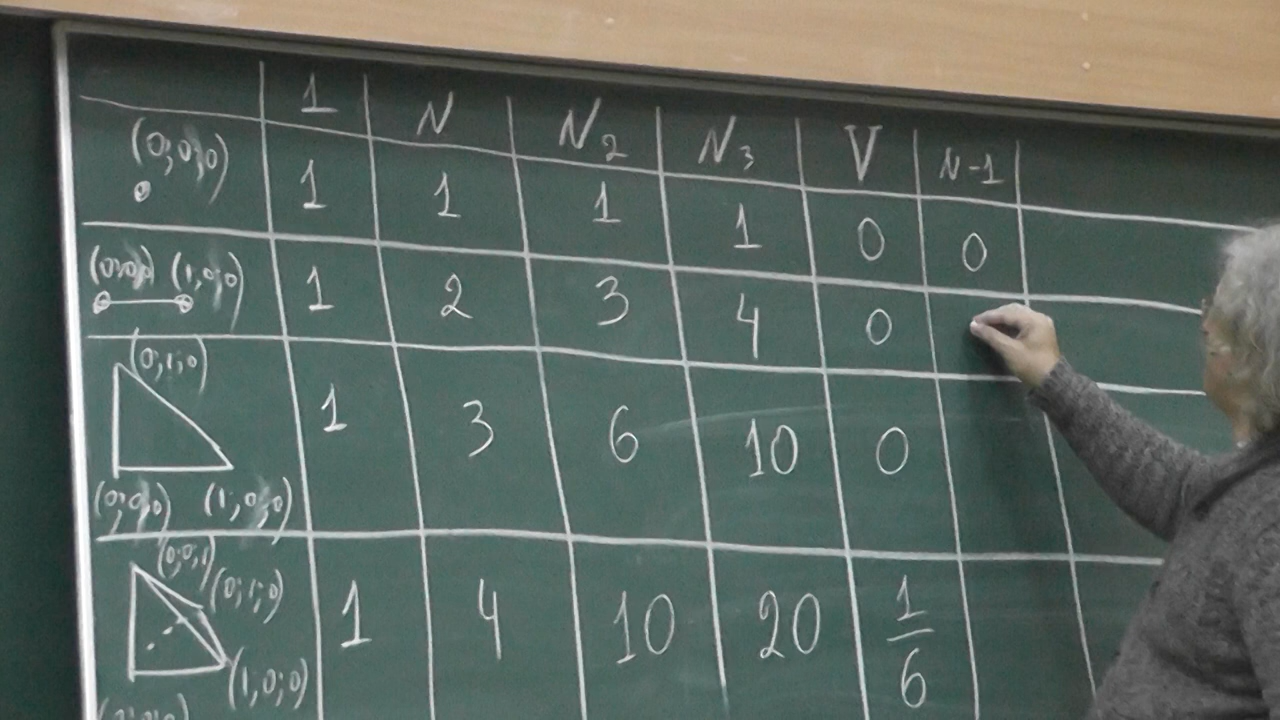 1 N N₂ N₃ V N-1
(0;0;0) 1 1 1 1 0 0
(0;0;0) (1;0;0) 1 2 3 4 0
(0;1;0)
1 3 6 10 0
(0;0;0) (1;0;0)
(0;0;1)
(0;1;0)
1 4 10 20 1/6
(1;0;0)